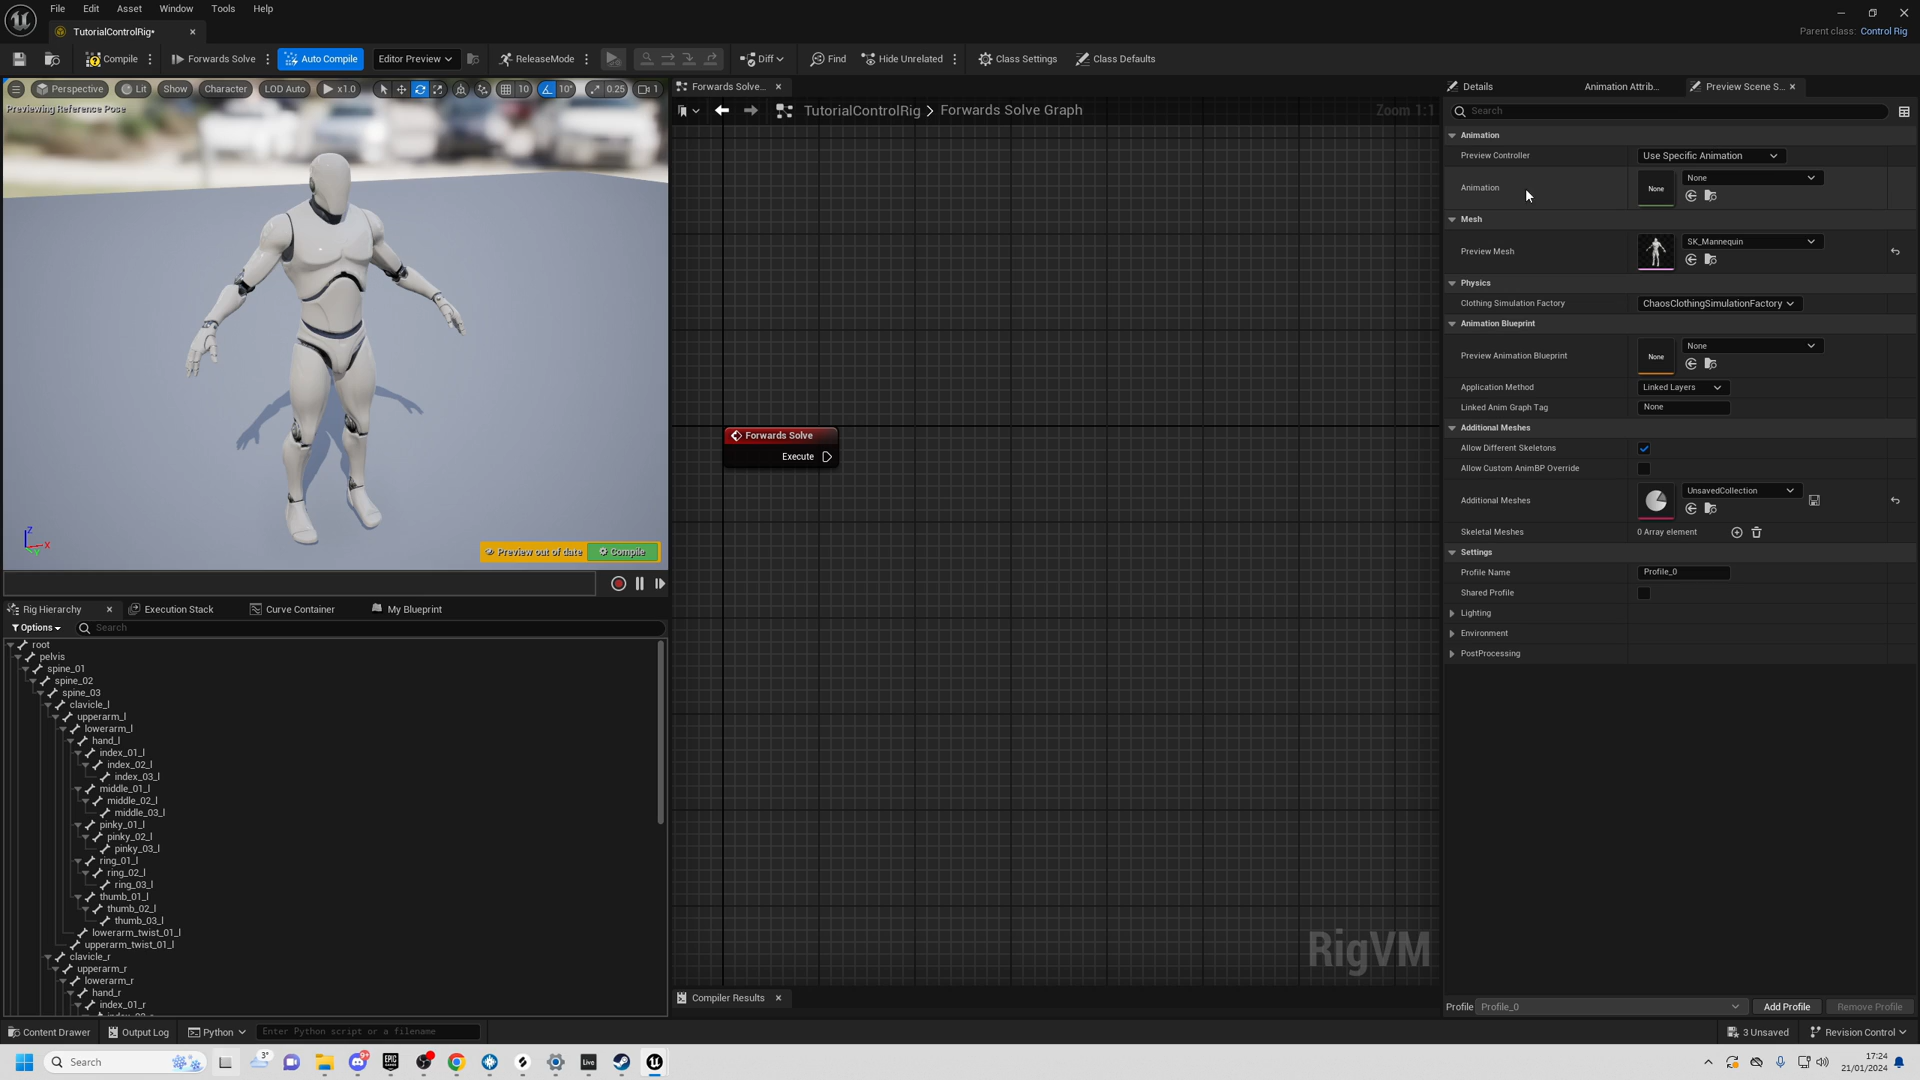 File Edit Asset Window Tools Help
TutorialControlRig*
Parent class: Control Rig
Compile Forwards Solve Auto Compile Editor Preview ReleaseMode Diff Find Hide Unrelated Class Settings Class Defaults
Perspective Lit Show Character LOD Auto x1.0 10 10° 0.25 1
Previewing Reference Pose
Z
X
Y
Preview out of date Compile
Rig Hierarchy Execution Stack Curve Container My Blueprint
Options Search
root
pelvis
spine_01
spine_02
spine_03
clavicle_l
upperarm_l
lowerarm_l
hand_l
index_01_l
index_02_l
index_03_l
middle_01_l
middle_02_l
middle_03_l
pinky_01_l
pinky_02_l
pinky_03_l
ring_01_l
ring_02_l
ring_03_l
thumb_01_l
thumb_02_l
thumb_03_l
lowerarm_twist_01_l
upperarm_twist_01_l
clavicle_r
upperarm_r
lowerarm_r
hand_r
index_01_r
Forwards Solve...
TutorialControlRig > Forwards Solve Graph Zoom 1:1
Forwards Solve
Execute
RigVM
Compiler Results
Details Animation Attrib... Preview Scene S...
Search
Animation
Preview Controller Use Specific Animation
Animation None None
Mesh
Preview Mesh SK_Mannequin
Physics
Clothing Simulation Factory ChaosClothingSimulationFactory
Animation Blueprint
Preview Animation Blueprint None None
Application Method Linked Layers
Linked Anim Graph Tag None
Additional Meshes
Allow Different Skeletons
Allow Custom AnimBP Override
Additional Meshes UnsavedCollection
Skeletal Meshes 0 Array element
Settings
Profile Name Profile_0
Shared Profile
Lighting
Environment
PostProcessing
Profile Profile_0 Add Profile Remove Profile
Content Drawer Output Log Python Enter Python script or a filename 3 Unsaved Revision Control
Search 3° EPIC GAMES Live 17:24
21/01/2024